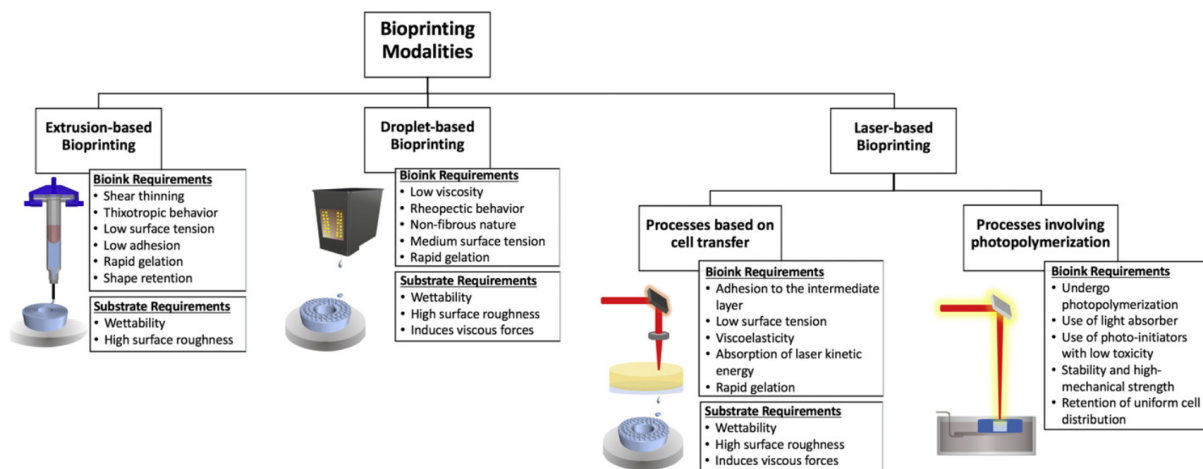 Bioprinting
Modalities
Extrusion-based
Bioprinting
Bioink Requirements
• Shear thinning
• Thixotropic behavior
• Low surface tension
• Low adhesion
• Rapid gelation
• Shape retention
Substrate Requirements
• Wettability
• High surface roughness
Droplet-based
Bioprinting
Bioink Requirements
• Low viscosity
• Rheopectic behavior
• Non-fibrous nature
• Medium surface tension
• Rapid gelation
Substrate Requirements
• Wettability
• High surface roughness
• Induces viscous forces
Laser-based
Bioprinting
Processes based on
cell transfer
Bioink Requirements
• Adhesion to the intermediate
layer
• Low surface tension
• Viscoelasticity
• Absorption of laser kinetic
energy
• Rapid gelation
Substrate Requirements
• Wettability
• High surface roughness
• Induces viscous forces
Processes involving
photopolymerization
Bioink Requirements
• Undergo
photopolymerization
• Use of light absorber
• Use of photo-initiators
with low toxicity
• Stability and high-
mechanical strength
• Retention of uniform cell
distribution